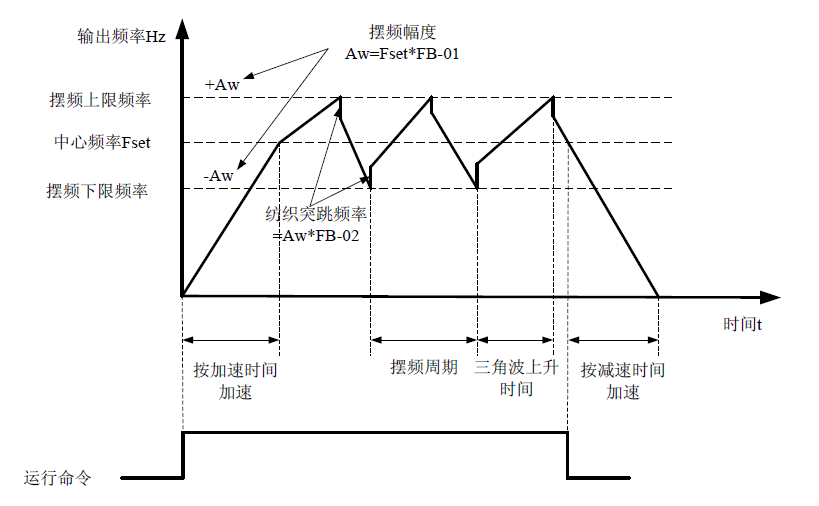 输出频率Hz
摆频幅度
Aw=Fset*FB-01
+Aw
摆频上限频率
中心频率Fset
-Aw
摆频下限频率
纺织突跳频率
=Aw*FB-02
时间t
按加速时间
加速
摆频周期
三角波上升
时间
按减速时间
加速
运行命令